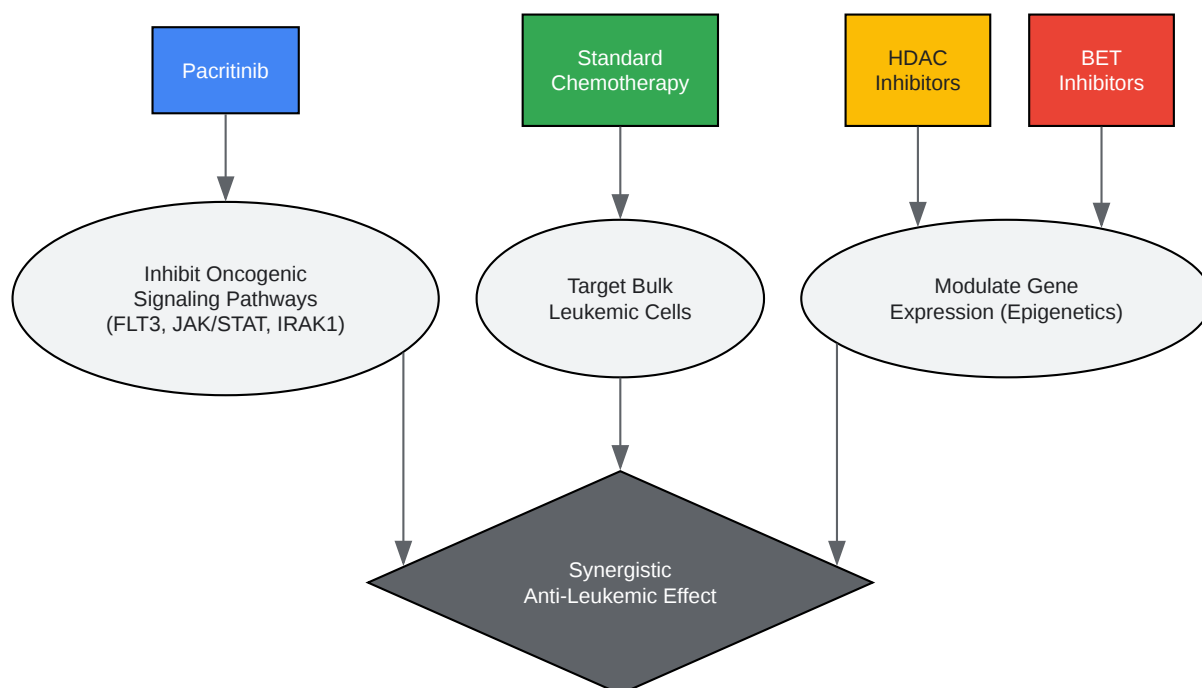 Pacritinib
Standard
Chemotherapy
HDAC
Inhibitors
BET
Inhibitors
Inhibit Oncogenic
Signaling Pathways
(FLT3, JAK/STAT, IRAK1)
Target Bulk
Leukemic Cells
Modulate Gene
Expression (Epigenetics)
Synergistic
Anti-Leukemic Effect